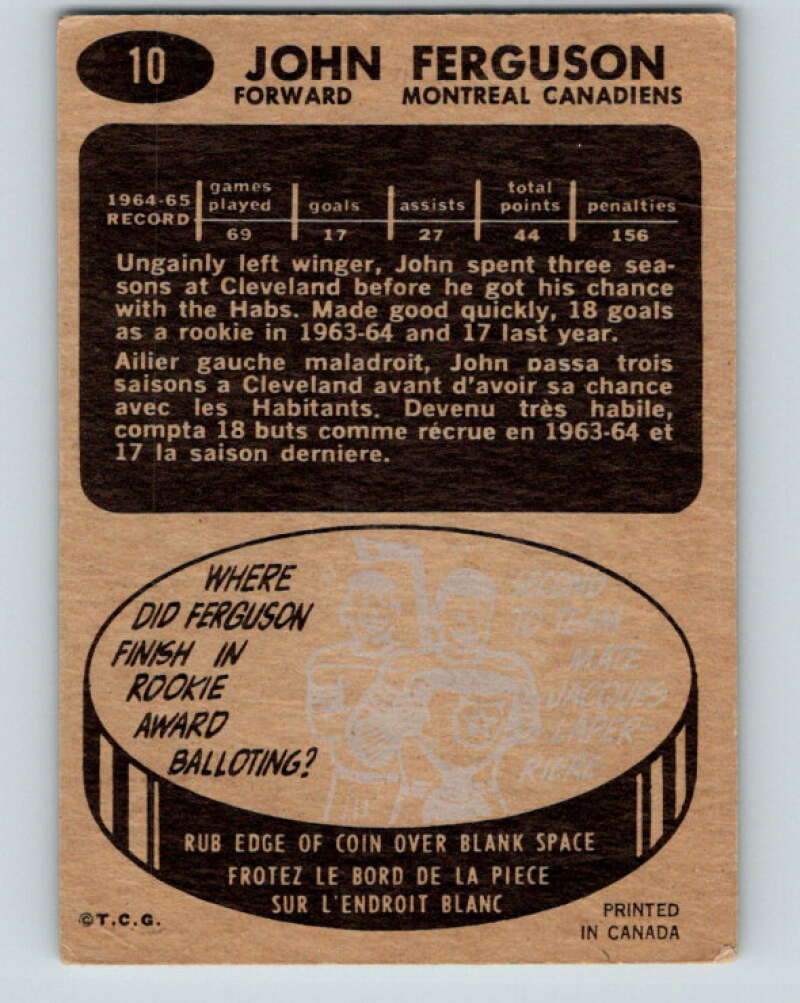 10
JOHN FERGUSON
FORWARD MONTREAL CANADIENS
1964-65 RECORD
games played
goals
assists
total points
penalties
69 17 27 44 156
Ungainly left winger, John spent three sea-
sons at Cleveland before he got his chance
with the Habs. Made good quickly, 18 goals
as a rookie in 1963-64 and 17 last year.
Ailier gauche maladroit, John passa trois
saisons a Cleveland avant d'avoir sa chance
avec les Habitants. Devenu très habile,
compta 18 buts comme récrue en 1963-64 et
17 la saison derniere.
WHERE
DID FERGUSON
FINISH IN
ROOKIE
AWARD
BALLOTING?
SECOND
TO TEAM
MATE
JACQUES
LAPER-
RIERE
RUB EDGE OF COIN OVER BLANK SPACE
FROTEZ LE BORD DE LA PIECE
SUR L'ENDROIT BLANC
©T.C.G.
PRINTED
IN CANADA